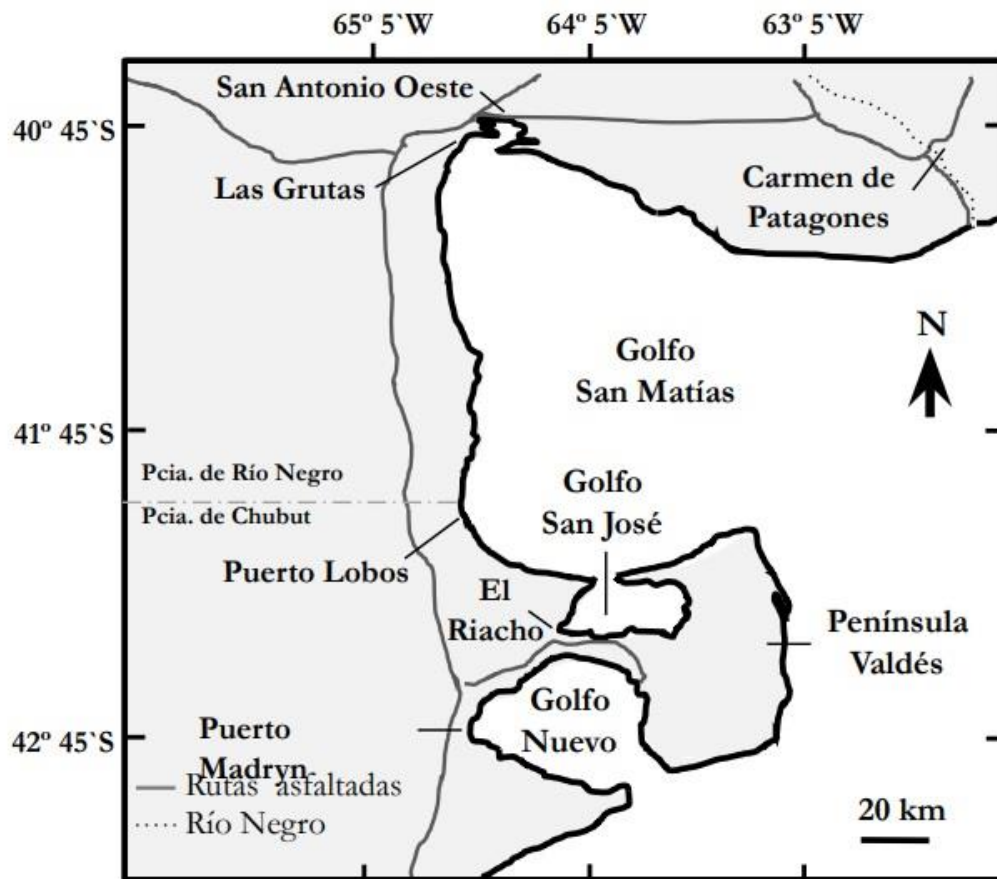 65º 5`W
64º 5`W
63º 5`W
San Antonio Oeste
40º 45`S
Las Grutas
Carmen de
Patagones
N
Golfo
San Matías
41º 45`S
Pcia. de Río Negro
Pcia. de Chubut
Golfo
San José
Puerto Lobos
El
Riacho
Península
Valdés
Golfo
Nuevo
Puerto
Madryn
42º 45`S
Rutas asfaltadas
Río Negro
20 km